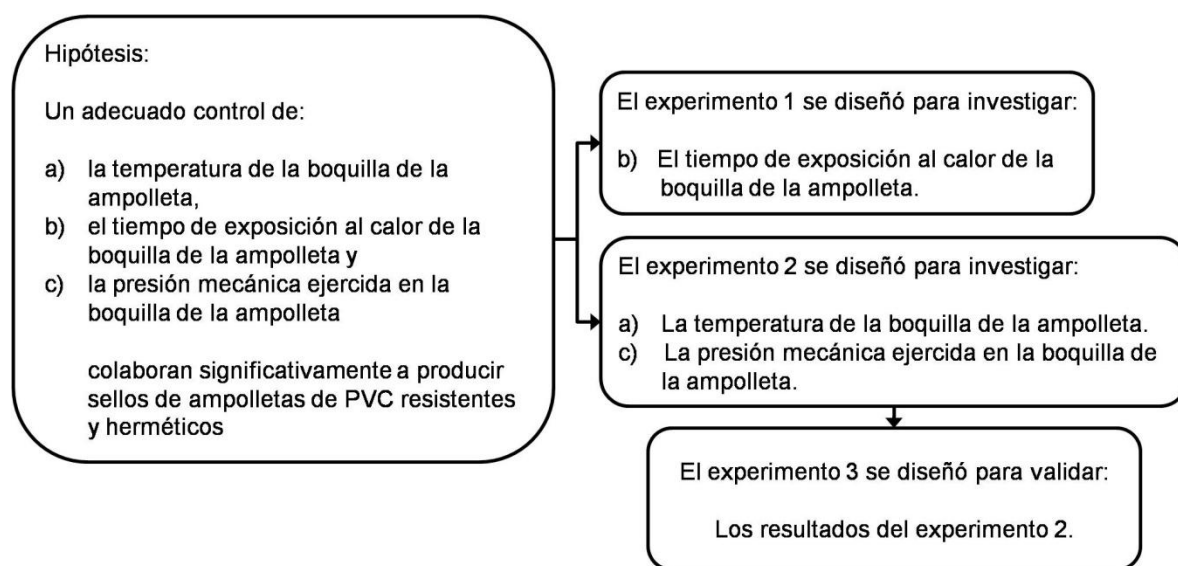 Hipótesis:
Un adecuado control de:
a) la temperatura de la boquilla de la
ampolleta,
b) el tiempo de exposición al calor de la
boquilla de la ampolleta y
c) la presión mecánica ejercida en la
boquilla de la ampolleta
colaboran significativamente a producir
sellos de ampolletas de PVC resistentes
y herméticos
El experimento 1 se diseñó para investigar:
b) El tiempo de exposición al calor de la
boquilla de la ampolleta.
El experimento 2 se diseñó para investigar:
a) La temperatura de la boquilla de la ampolleta.
c) La presión mecánica ejercida en la boquilla de
la ampolleta.
El experimento 3 se diseñó para validar:
Los resultados del experimento 2.